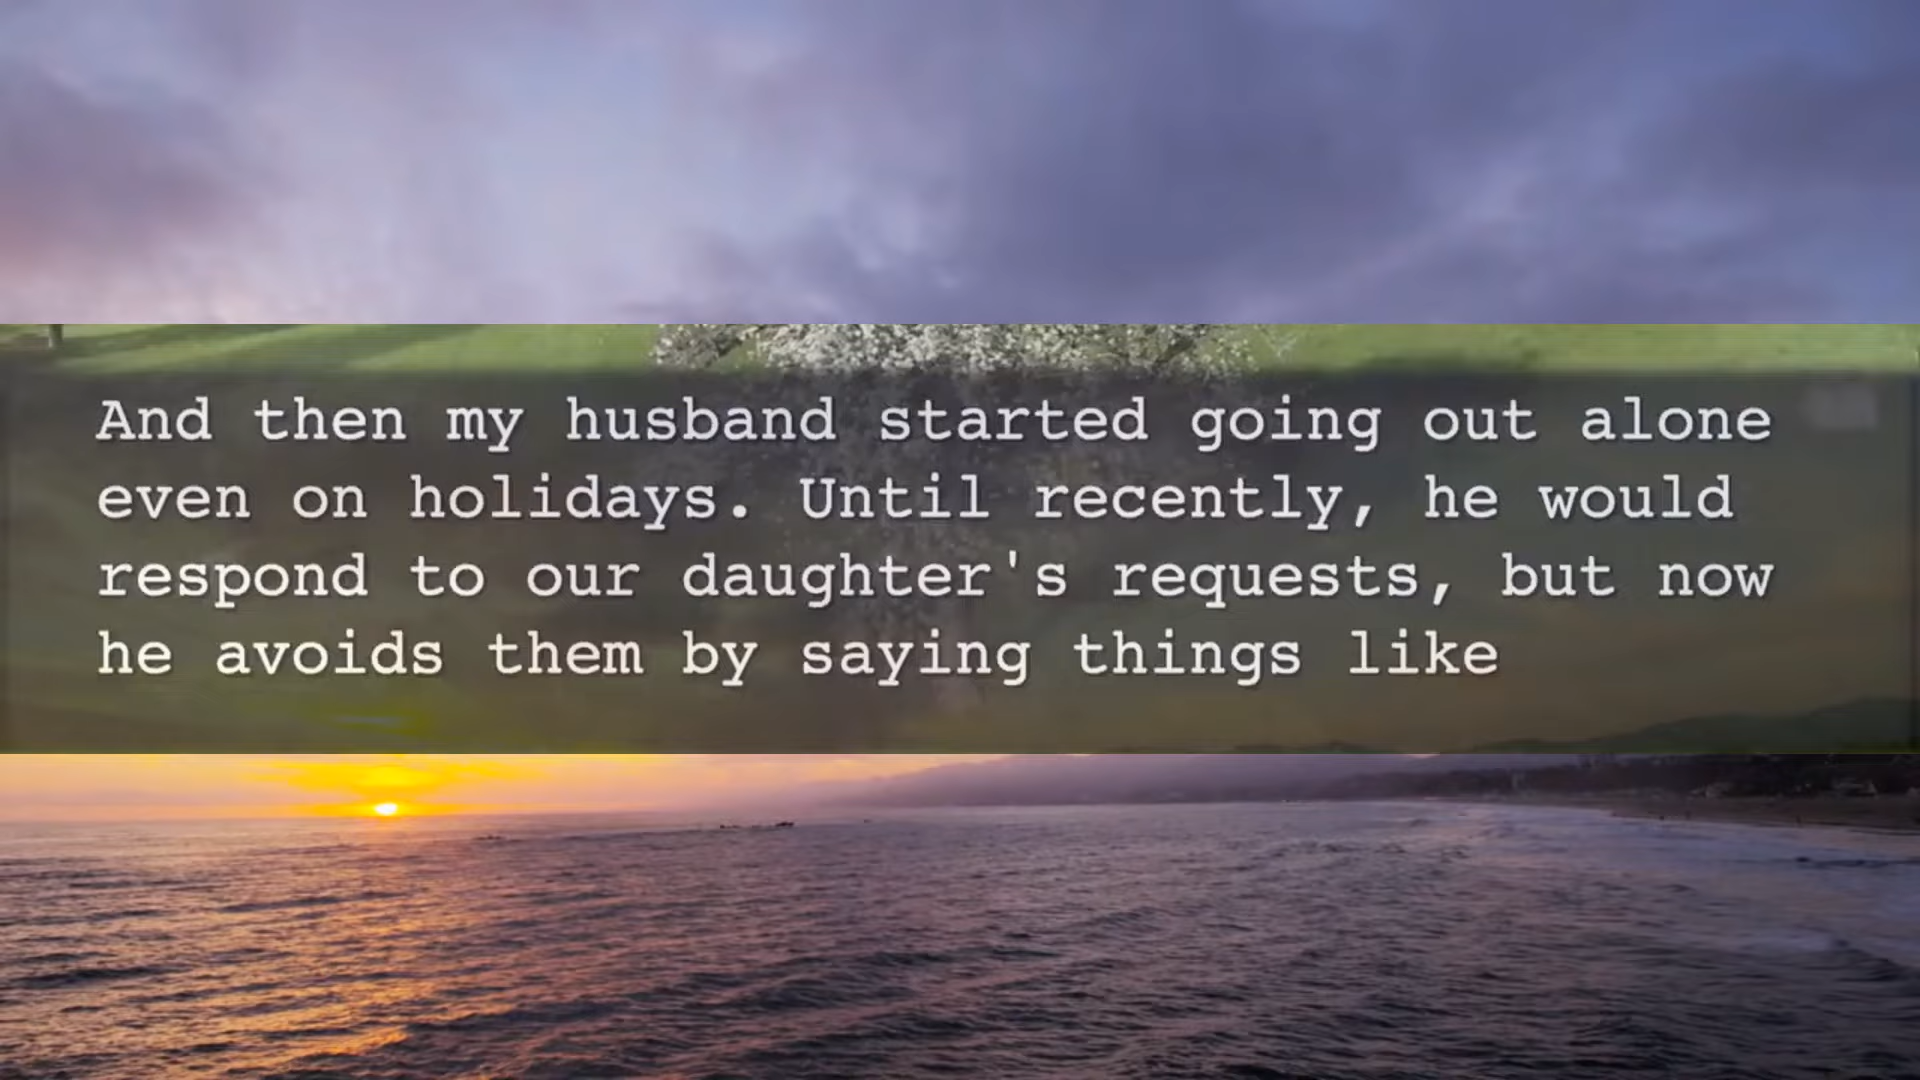 And then my husband started going out alone
even on holidays. Until recently, he would
respond to our daughter's requests, but now
he avoids them by saying things like